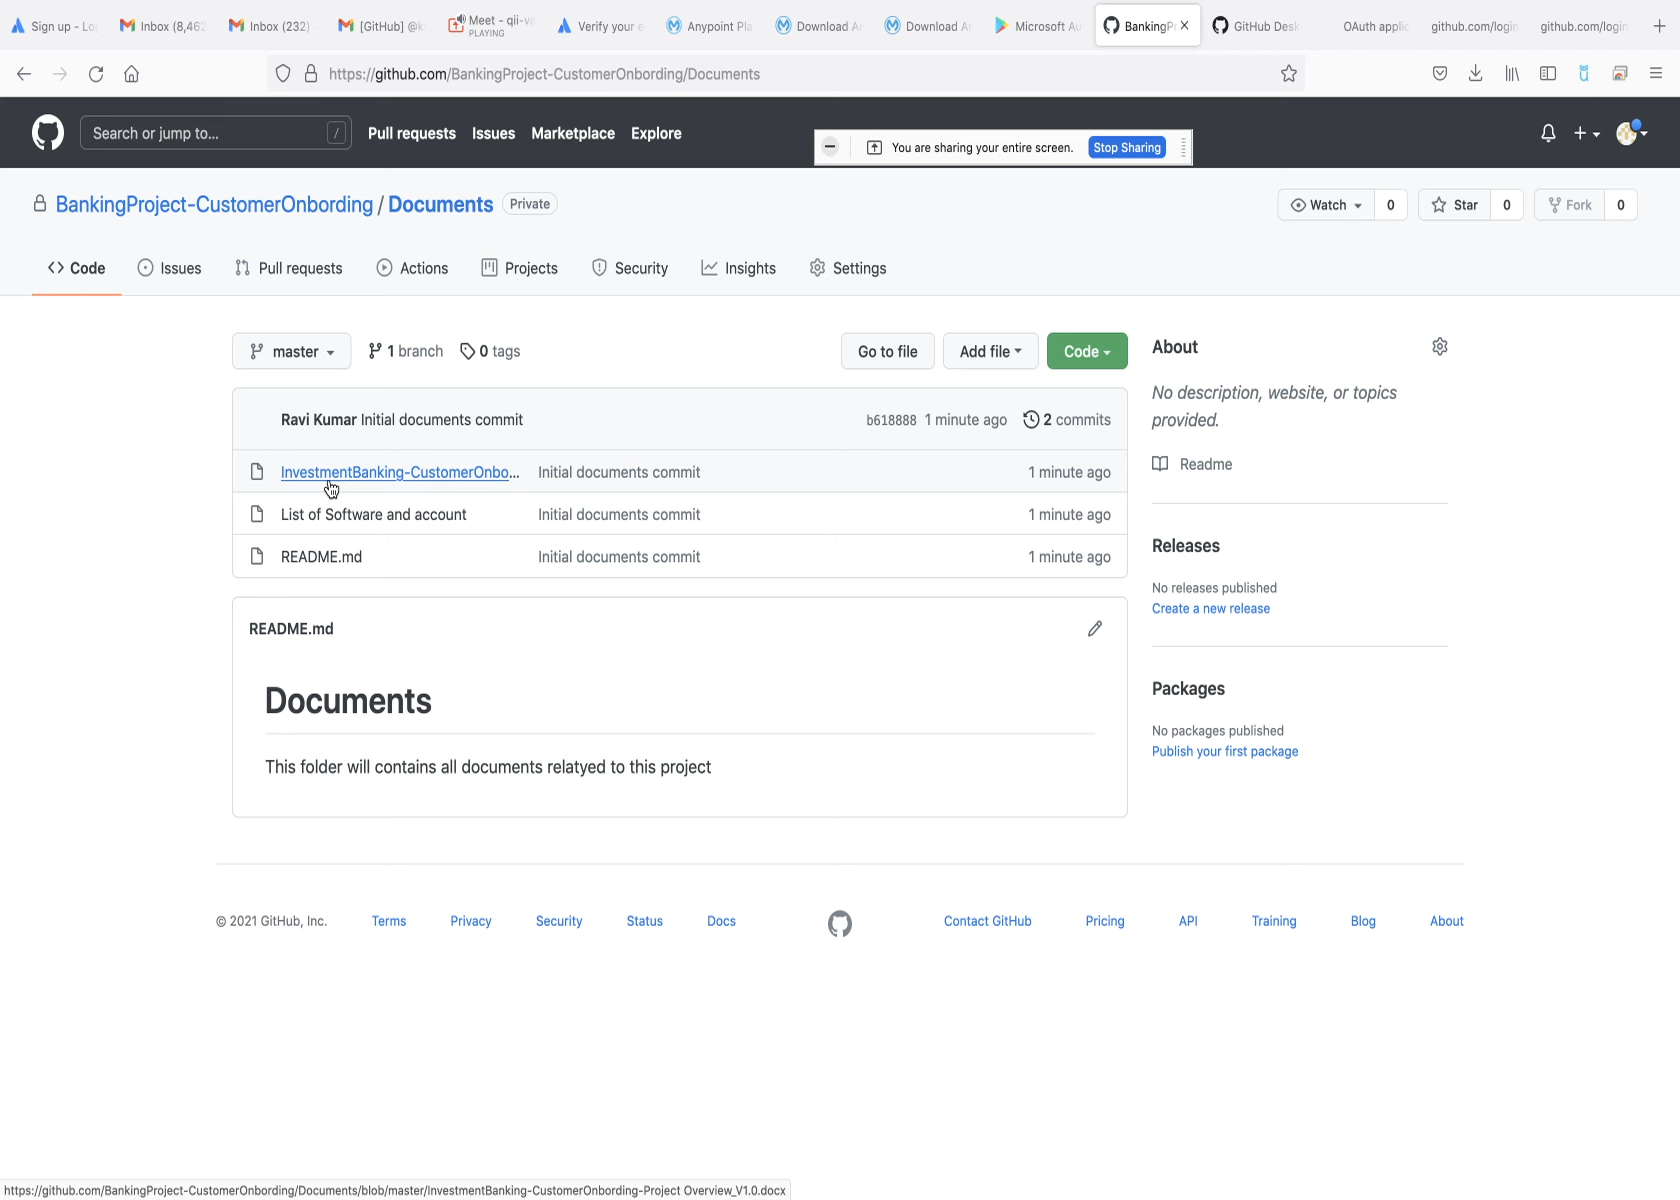 Sign up - Lo
Inbox (8,462
Inbox (232)
[GitHub] @k
Meet - qii-va
PLAYING
Verify your e
Anypoint Pla
Download An
Download An
Microsoft Au
BankingP
GitHub Desk
OAuth applic
github.com/login
github.com/login
https://github.com/BankingProject-CustomerOnbording/Documents
Search or jump to... /
Pull requests
Issues
Marketplace
Explore
You are sharing your entire screen.
Stop Sharing
BankingProject-CustomerOnbording / Documents Private
Watch 0
Star 0
Fork 0
Code
Issues
Pull requests
Actions
Projects
Security
Insights
Settings
master
1 branch
0 tags
Go to file
Add file
Code
Ravi Kumar Initial documents commit b618888 1 minute ago 2 commits
InvestmentBanking-CustomerOnbo... Initial documents commit 1 minute ago
List of Software and account Initial documents commit 1 minute ago
README.md Initial documents commit 1 minute ago
README.md
Documents
This folder will contains all documents relatyed to this project
About
No description, website, or topics
provided.
Readme
Releases
No releases published
Create a new release
Packages
No packages published
Publish your first package
© 2021 GitHub, Inc.
Terms
Privacy
Security
Status
Docs
Contact GitHub
Pricing
API
Training
Blog
About
https://github.com/BankingProject-CustomerOnbording/Documents/blob/master/InvestmentBanking-CustomerOnbording-Project Overview_V1.0.docx